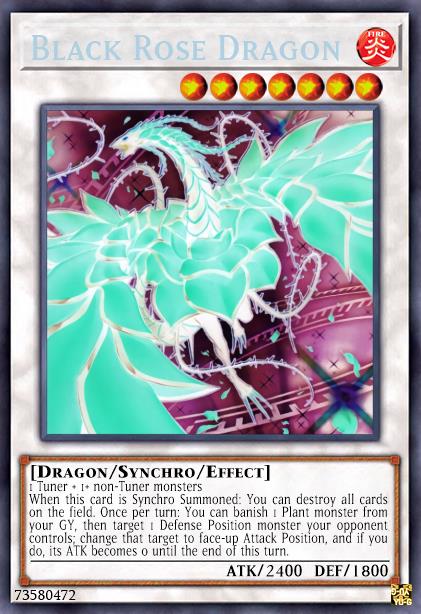 BLACK ROSE DRAGON
FIRE
炎
[DRAGON/SYNCHRO/EFFECT]
1 Tuner + 1+ non-Tuner monsters
When this card is Synchro Summoned: You can destroy all cards
on the field. Once per turn: You can banish 1 Plant monster from
your GY, then target 1 Defense Position monster your opponent
controls; change that target to face-up Attack Position, and if you
do, its ATK becomes 0 until the end of this turn.
ATK/2400 DEF/1800
73580472